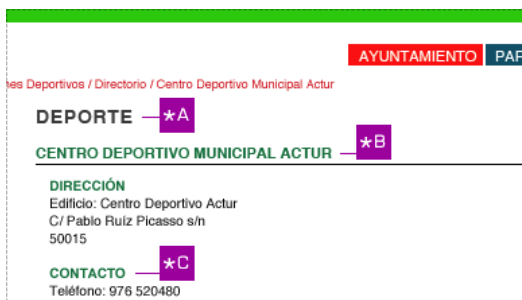 AYUNTAMIENTO PAR
nes Deportivos / Directorio / Centro Deportivo Municipal Actur
DEPORTE *A
CENTRO DEPORTIVO MUNICIPAL ACTUR *B
DIRECCIÓN
Edificio: Centro Deportivo Actur
C/ Pablo Ruiz Picasso s/n
50015
CONTACTO *C
Teléfono: 976 520480